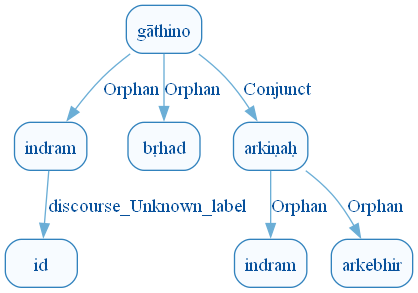 gāthino
Orphan Orphan Conjunct
indram bṛhad arkiṇaḥ
discourse_Unknown_label Orphan Orphan
id indram arkebhir